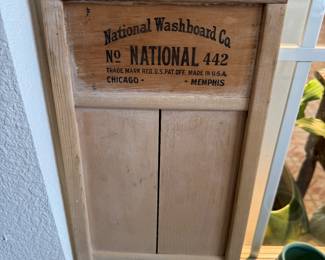 National Washboard Co.
No NATIONAL 442
TRADE MARK REG. U.S. PAT. OFF. MADE IN U.S.A.
CHICAGO - - MEMPHIS